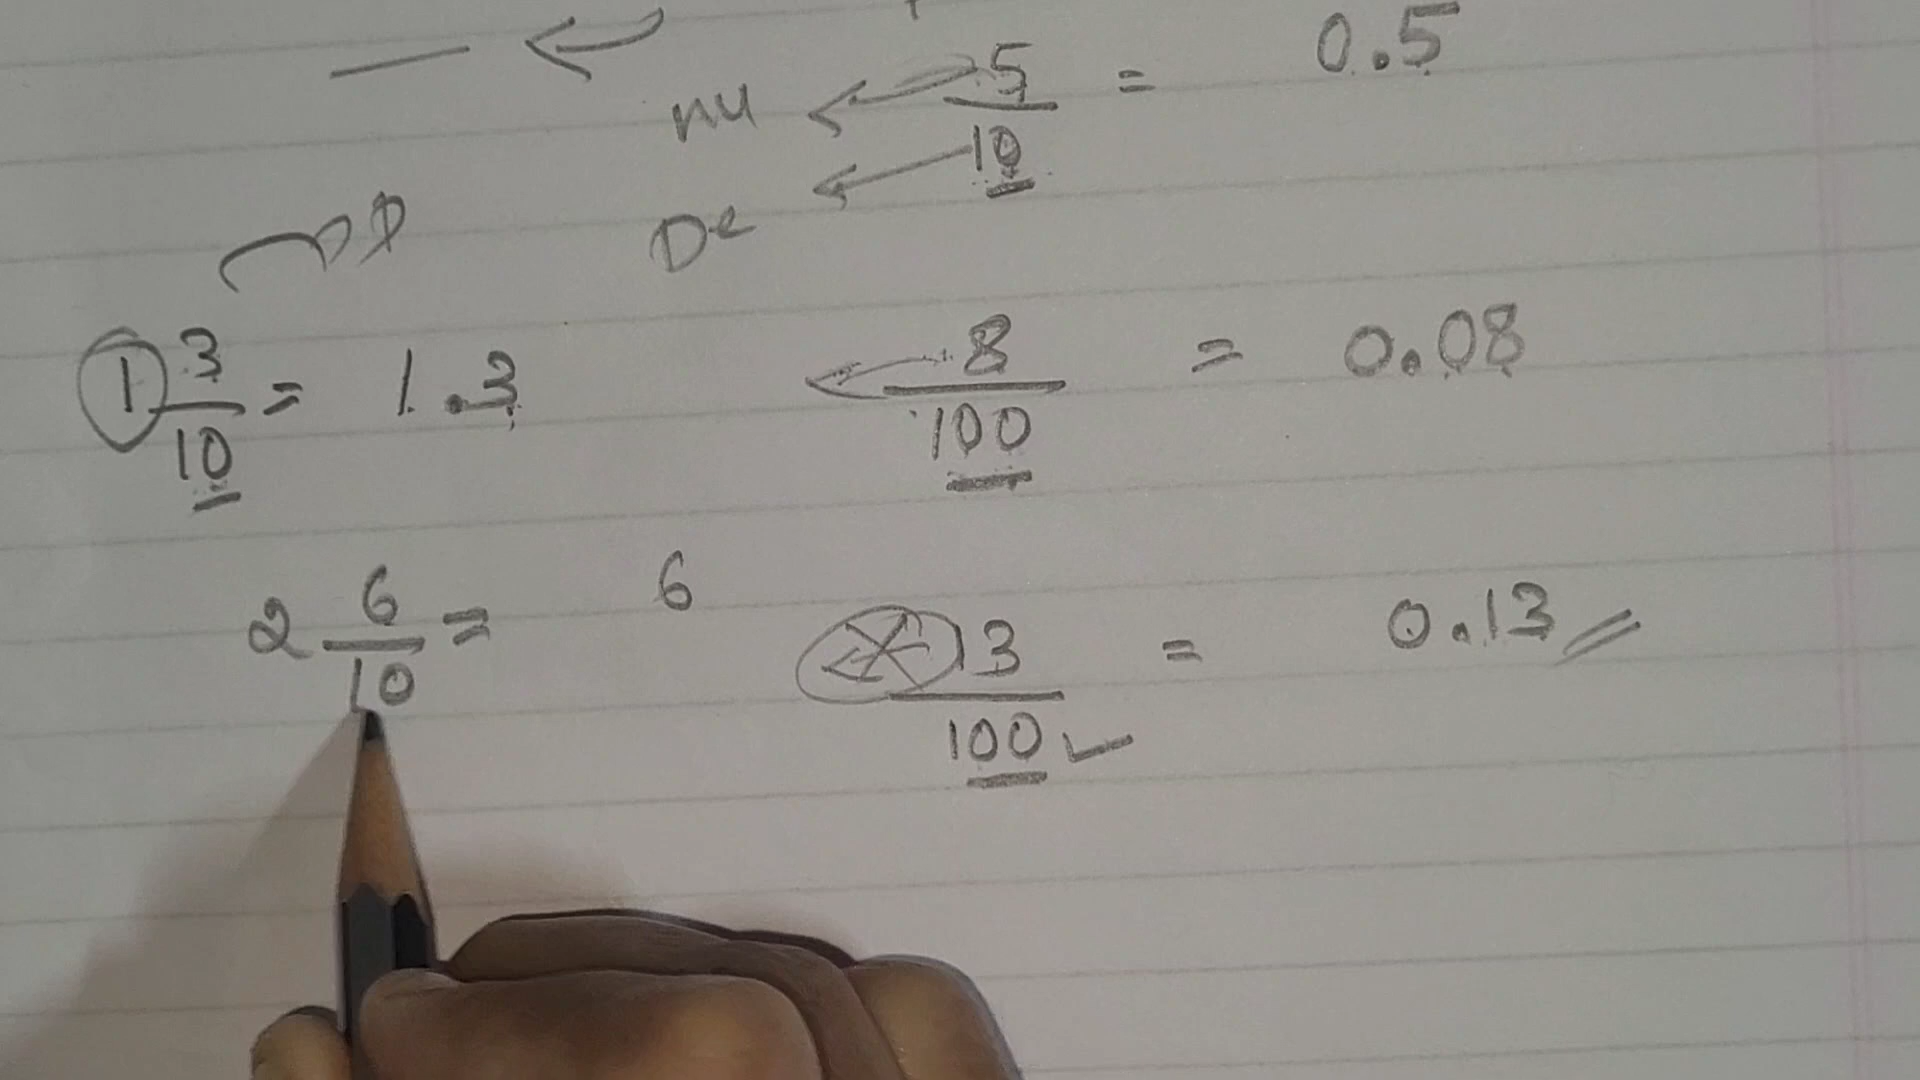 nu 5/10 = 0.5
De
1 3/10 = 1.3
8/100 = 0.08
2 6/10 = 6
13/100 = 0.13